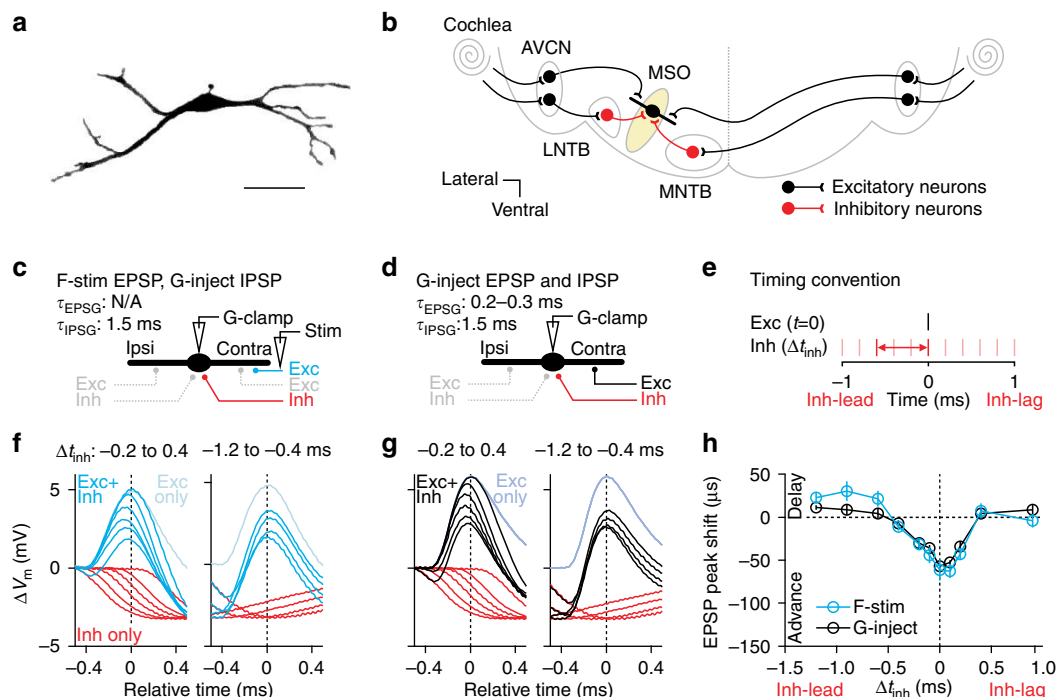 a
b
Cochlea
AVCN
MSO
LNTB
MNTB
Lateral
Ventral
Excitatory neurons
Inhibitory neurons
c
F-stim EPSP, G-inject IPSP
τEPSG: N/A
τIPSG: 1.5 ms
G-clamp
Stim
Ipsi
Contra
Exc
Exc
Exc
Inh
Inh
Inh
d
G-inject EPSP and IPSP
τEPSG: 0.2–0.3 ms
τIPSG: 1.5 ms
G-clamp
Ipsi
Contra
Exc
Exc
Inh
Inh
e
Timing convention
Exc (t=0)
Inh (Δtinh)
–1 0 1
Inh-lead
Time (ms)
Inh-lag
f
Δtinh: –0.2 to 0.4
–1.2 to –0.4 ms
Exc+
Inh
Exc
only
Inh only
5
0
–5
ΔVm (mV)
–0.4 0 0.4
–0.4 0 0.4
Relative time (ms)
g
–0.2 to 0.4
–1.2 to –0.4 ms
Exc+
Inh
Exc
only
–0.4 0 0.4
–0.4 0 0.4
Relative time (ms)
h
50
0
–50
–100
–150
EPSP peak shift (μs)
Delay
Advance
F-stim
G-inject
–1.5 –1.0 –0.5 0 0.5 1.0
Inh-lead
Δtinh (ms)
Inh-lag